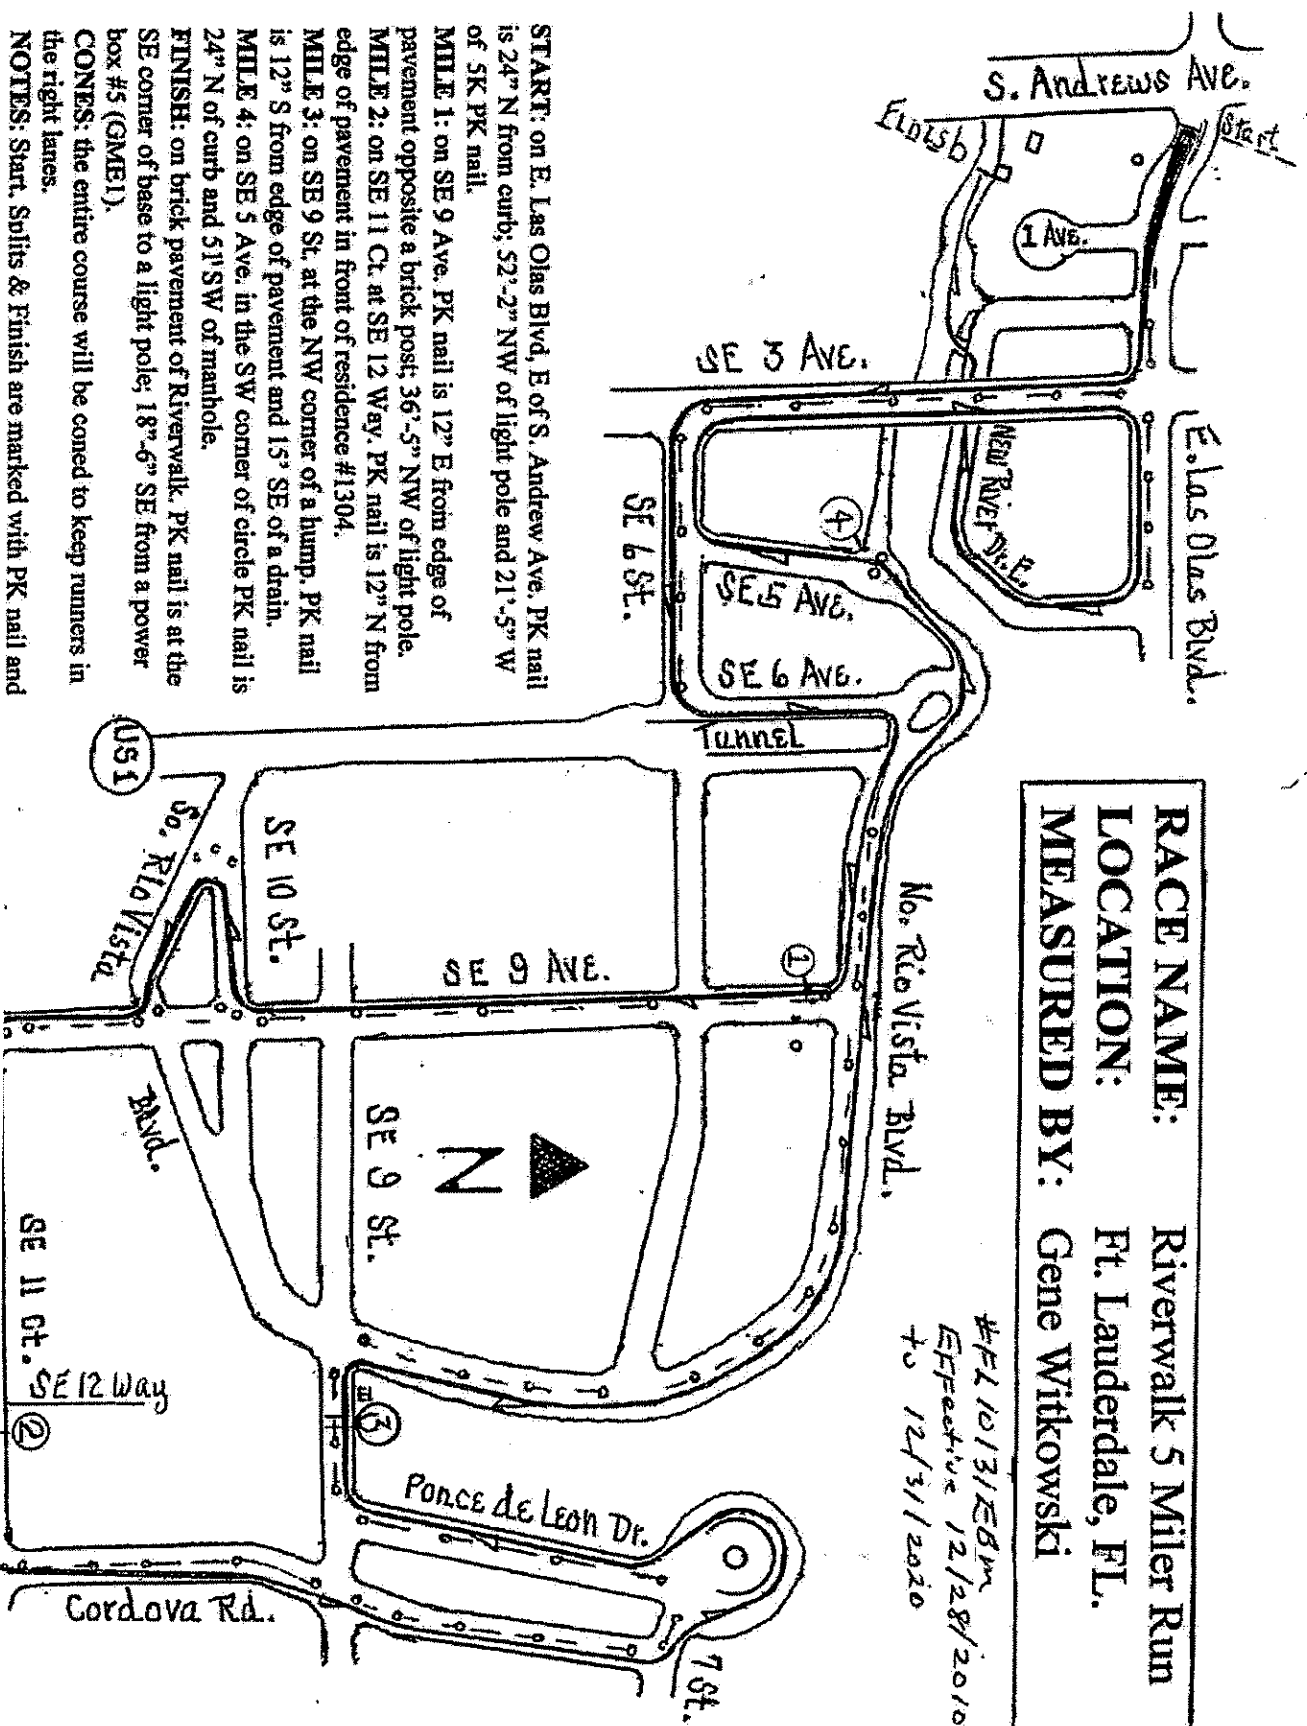 RACE NAME: Riverwalk 5 Miler Run
LOCATION: Ft. Lauderdale, FL.
MEASURED BY: Gene Witkowski
#FL10131EBM
Effective 12/28/2010
to 12/31/2020
S. Andrews Ave.
Start
Finish
1 AVE.
E. Las Olas Blvd.
SE 3 AVE.
New River Dr. E.
4
SE 5 AVE.
SE 6 AVE.
SE 6 St.
Tunnel
US 1
No. Rio Vista Blvd.
1
SE 9 AVE.
SE 10 St.
So. Rio Vista
Blvd.
N
SE 9 St.
SE 11 Ct.
SE 12 Way
2
3
Ponce de Leon Dr.
7 St.
Cordova Rd.
START: on E. Las Olas Blvd, E of S. Andrew Ave. PK nail
is 24" N from curb; 52'-2" NW of light pole and 21'-5" W
of 5K PK nail.
MILE 1: on SE 9 Ave. PK nail is 12" E from edge of
pavement opposite a brick post; 36'-5" NW of light pole.
MILE 2: on SE 11 Ct. at SE 12 Way. PK nail is 12" N from
edge of pavement in front of residence #1304.
MILE 3: on SE 9 St. at the NW corner of a hump. PK nail
is 12" S from edge of pavement and 15' SE of a drain.
MILE 4: on SE 5 Ave. in the SW corner of circle PK nail is
24" N of curb and 51' SW of manhole.
FINISH: on brick pavement of Riverwalk. PK nail is at the
SE corner of base to a light pole; 18"-6" SE from a power
box #5 (GME1).
CONES: the entire course will be coned to keep runners in
the right lanes.
NOTES: Start, Splits & Finish are marked with PK nail and